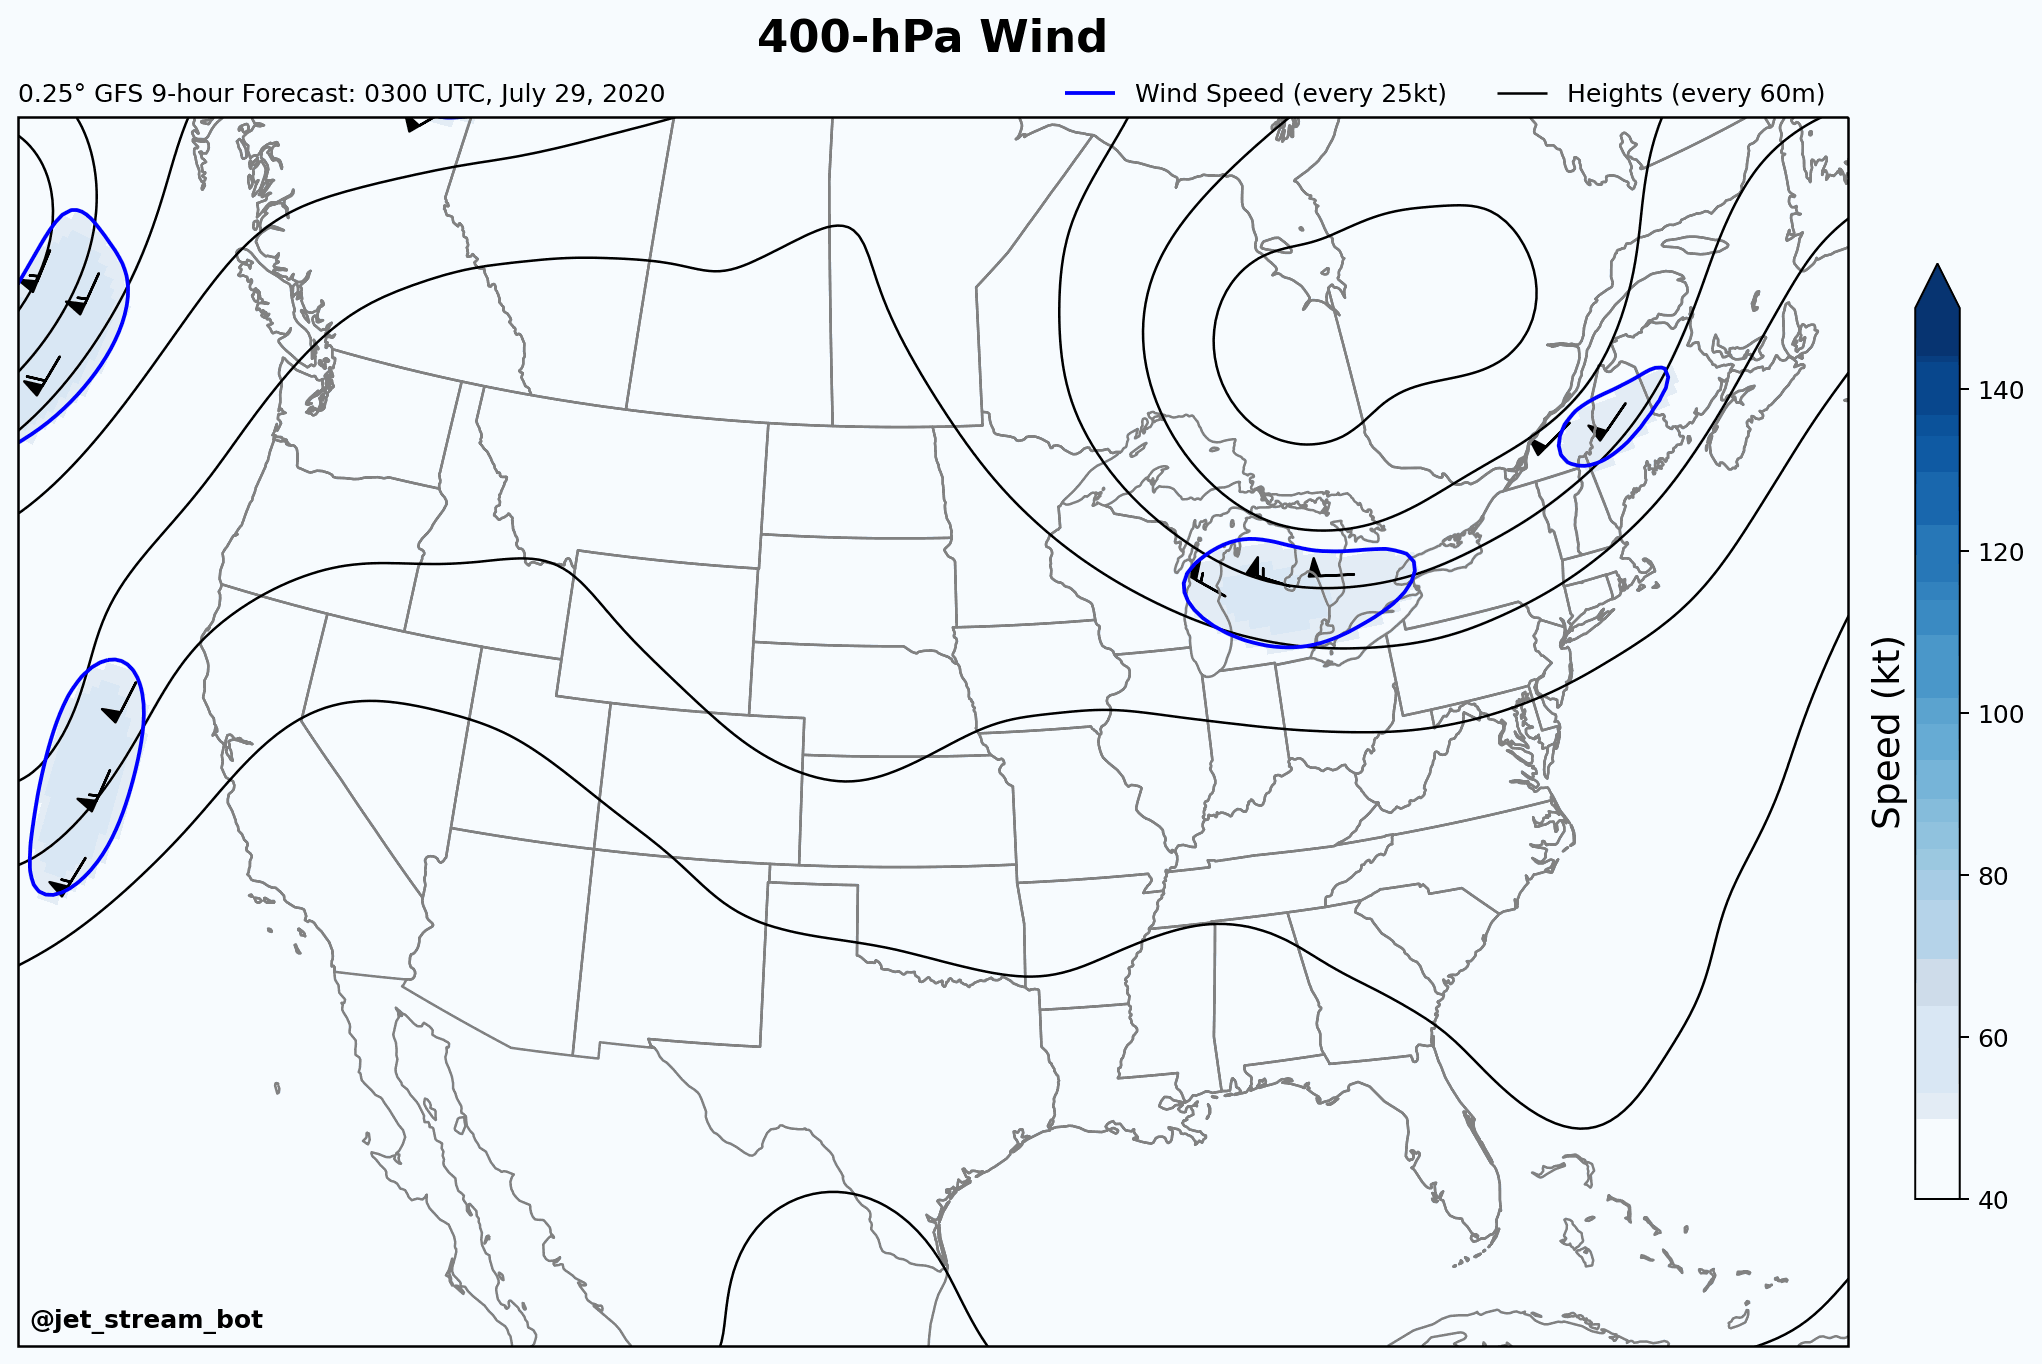 400-hPa Wind
0.25° GFS 9-hour Forecast: 0300 UTC, July 29, 2020
Wind Speed (every 25kt)
Heights (every 60m)
140
120
100
80
60
40
Speed (kt)
@jet_stream_bot